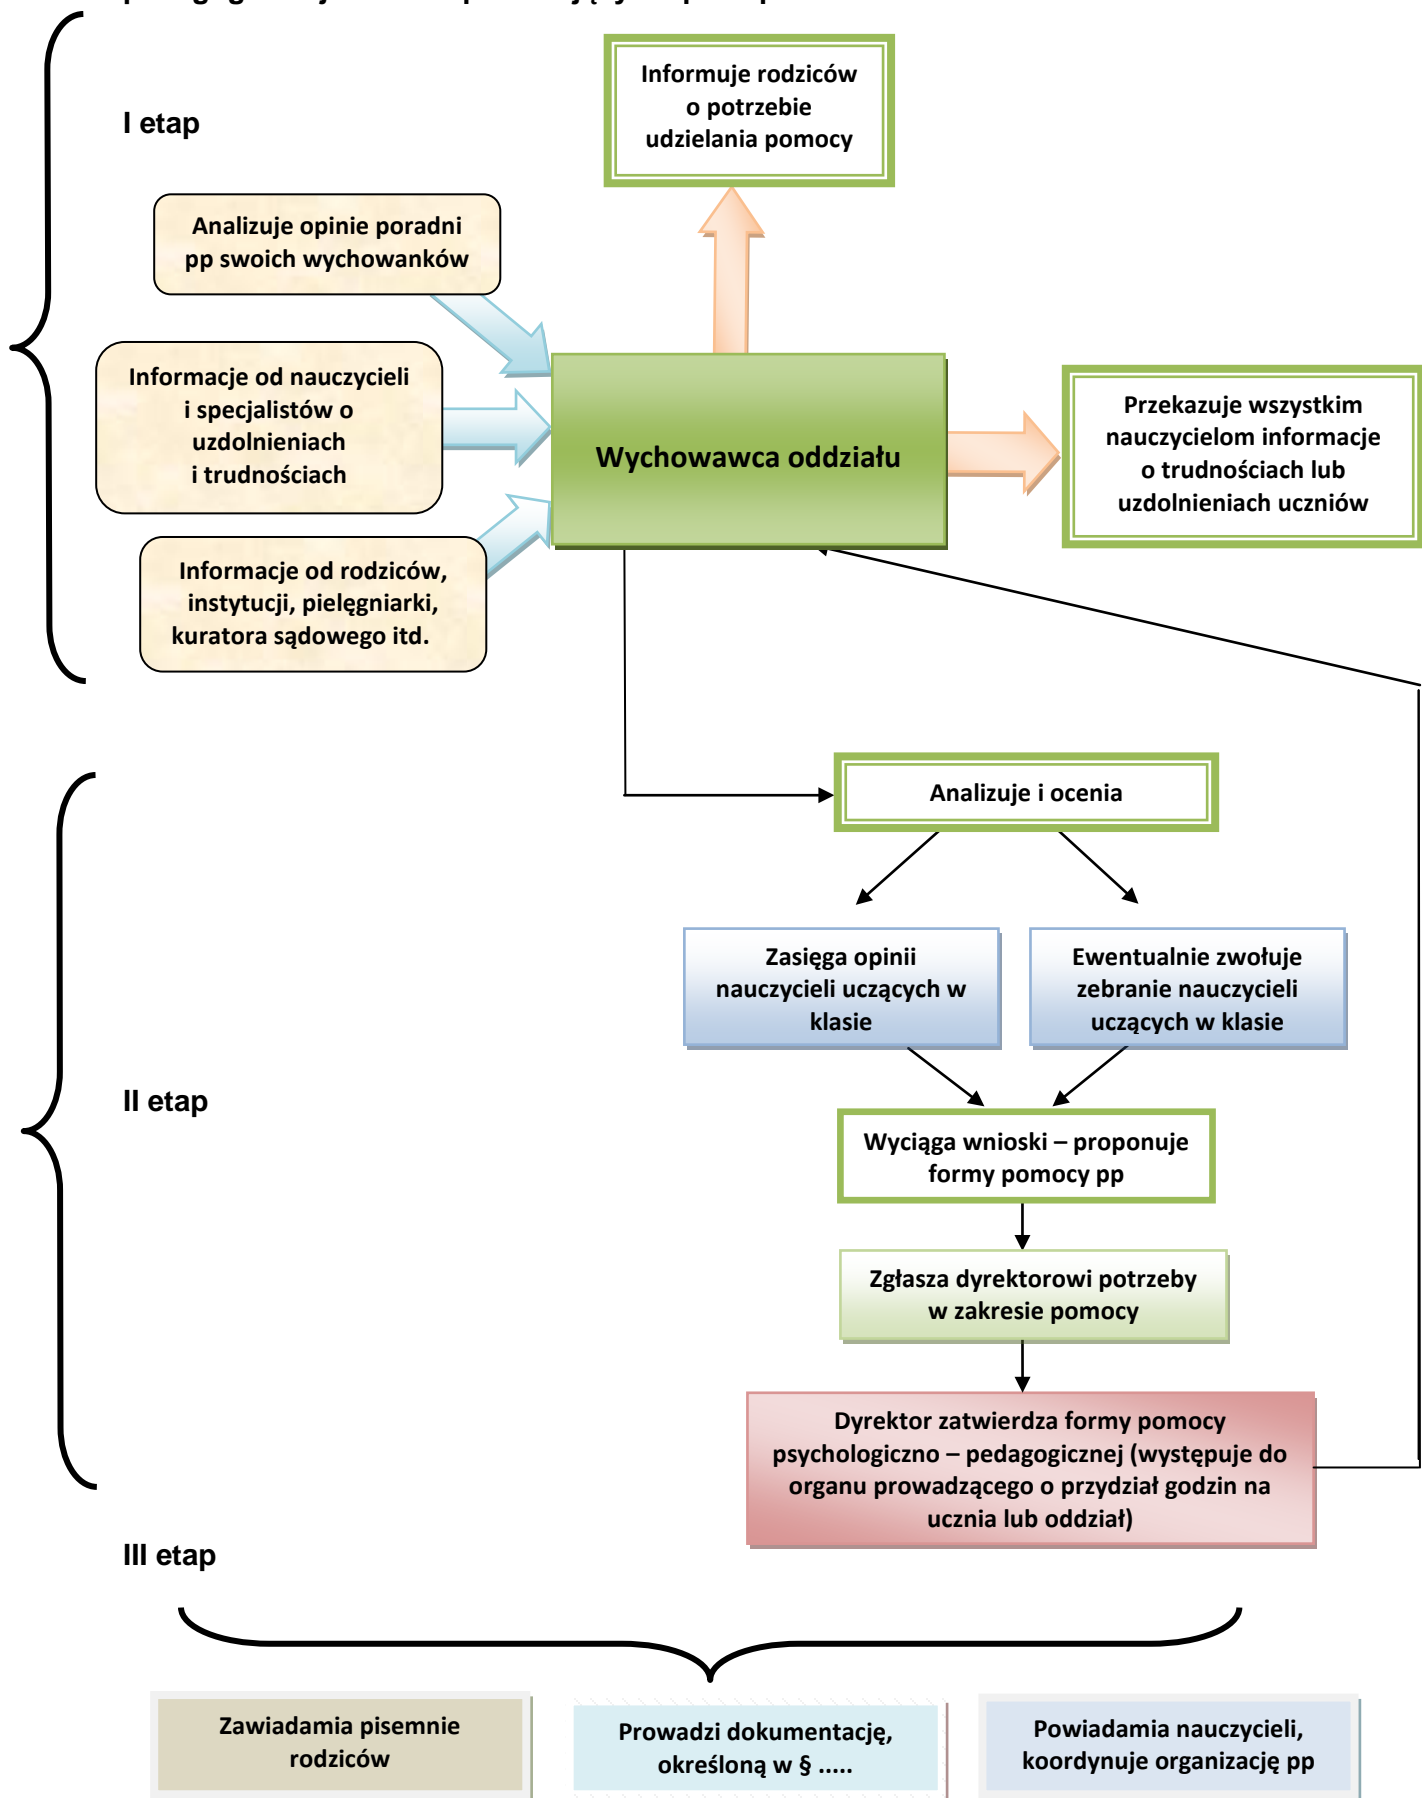 I etap
Informuje rodziców
o potrzebie
udzielania pomocy
Analizuje opinie poradni
pp swoich wychowanków
Informacje od nauczycieli
i specjalistów o
uzdolnieniach
i trudnościach
Informacje od rodziców,
instytucji, pielęgniarki,
kuratora sądowego itd.
Wychowawca oddziału
Przekazuje wszystkim
nauczycielom informacje
o trudnościach lub
uzdolnieniach uczniów
II etap
Analizuje i ocenia
Zasięga opinii
nauczycieli uczących w
klasie
Ewentualnie zwołuje
zebranie nauczycieli
uczących w klasie
Wyciąga wnioski – proponuje
formy pomocy pp
Zgłasza dyrektorowi potrzeby
w zakresie pomocy
Dyrektor zatwierdza formy pomocy
psychologiczno – pedagogicznej (występuje do
organu prowadzącego o przydział godzin na
ucznia lub oddział)
III etap
Zawiadamia pisemnie
rodziców
Prowadzi dokumentację,
określoną w § .....
Powiadamia nauczycieli,
koordynuje organizację pp